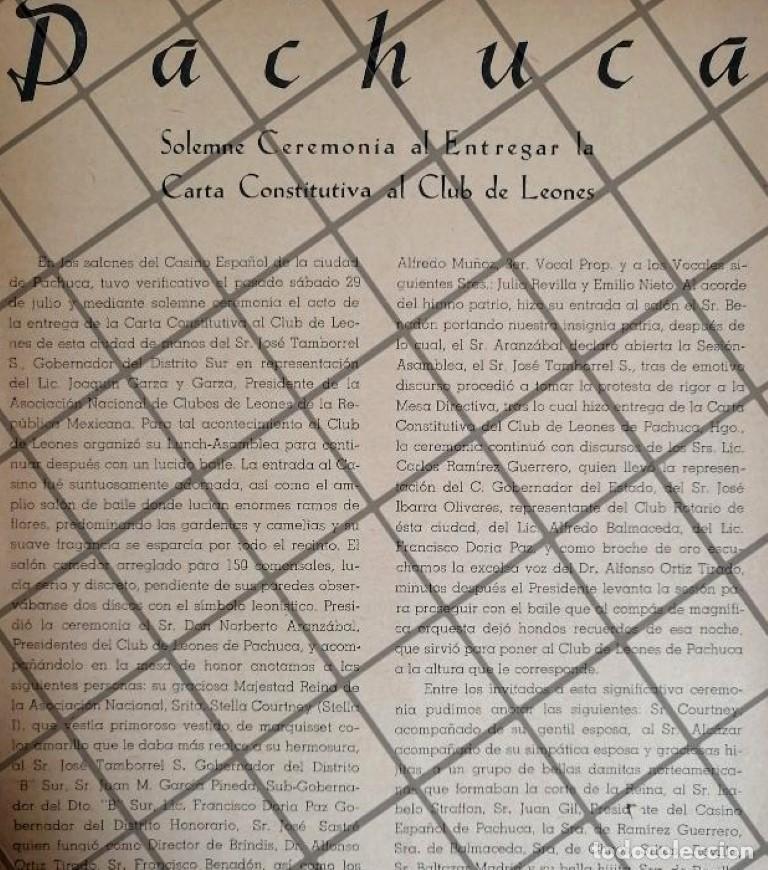 Pachuca
Solemne Ceremonia al Entregar la
Carta Constitutiva al Club de Leones
En los salones del Casino Español de la ciudad
de Pachuca, tuvo verificativo el pasado sábado 29
de julio y mediante solemne ceremonia el acto de
la entrega de la Carta Constitutiva al Club de Leo-
nes de esta ciudad de manos del Sr. José Tamborrel
S., Gobernador del Distrito Sur en representación
del Lic. Joaquín Garza y Garza, Presidente de la
Asociación Nacional de Clubes de Leones de la Re-
pública Mexicana. Para tal acontecimiento el Club
de Leones organizó su Lunch-Asamblea para conti-
nuar después con un lucido baile. La entrada al Ca-
sino fué suntuosamente adornada, así como el am-
plio salón de baile donde lucían enormes ramos de
flores, predominando las gardenias y camelias y su
suave fragancia se esparcía por todo el recinto. El
salón comedor arreglado para 150 comensales, lu-
cía serio y discreto, pendiente de sus paredes obser-
vábanse dos discos con el símbolo leonístico. Presi-
dió la ceremonia el Sr. Don Norberto Aranzábal,
Presidentes del Club de Leones de Pachuca, y acom-
pañándolo en la mesa de honor anotamos a las
siguientes personas: su graciosa Majestad Reina de
la Asociación Nacional, Srita. Stella Courtney (Stella
I), que vestía primoroso vestido de marquisset co-
lor amarillo que le daba más realce a su hermosura,
al Sr. José Tamborrel S. Gobernador del Distrito
"B" Sur, Sr. Juan M. García Pineda, Sub-Goberna-
dor del Dto. "B" Sur, Lic. Francisco Doria Paz Go-
bernador del Distrito Honorario, Sr. José Sastré
quien fungió como Director de Brindis, Dr. Alfonso
Ortiz Tirado, Sr. Francisco Benadón, así como los
Alfredo Muñoz, 3er. Vocal Prop. y a los Vocales si-
guientes Sres.: Julio Revilla y Emilio Nieto. Al acorde
del himno patrio, hizo su entrada al salón el Sr. Be-
nadón portando nuestra insignia patria, después de
lo cual, el Sr. Aranzábal declaró abierta la Sesión-
Asamblea, el Sr. José Tamborrel S., tras de emotivo
discurso procedió a tomar la protesta de rigor a la
Mesa Directiva, tras lo cual hizo entrega de la Carta
Constitutiva del Club de Leones de Pachuca, Hgo.,
la ceremonia continuó con discursos de los Srs. Lic.
Carlos Ramírez Guerrero, quien llevó la represen-
tación del C. Gobernador del Estado, del Sr. José
Ibarra Olivares, representante del Club Rotario de
ésta ciudad, del Lic. Alfredo Balmaceda, del Lic.
Francisco Doria Paz, y como broche de oro escu-
chamos la excelsa voz del Dr. Alfonso Ortiz Tirado,
minutos después el Presidente levanta la sesión pa-
ra proseguir con el baile que al compás de magnífi-
ca orquesta dejó hondos recuerdos de esa noche,
que sirvió para poner al Club de Leones de Pachuca
a la altura que le corresponde.
Entre los invitados a esta significativa ceremo-
nia pudimos anotar las siguientes: Sr. Courtney,
acompañado de su gentil esposa, al Sr. Alcázar
acompañado de su simpática esposa y graciosas hi-
jitas a un grupo de bellas damitas norteamerica-
nas que formaban la corte de la Reina, al Sr. Isa-
belo Straffon, Sr. Juan Gil, Presidente del Casino
Español de Pachuca, la Sra. de Ramírez Guerrero,
Sra. de Balmaceda, Sra. de
Sr. Baltazar Madrid y su bella hijita
todocoleccion